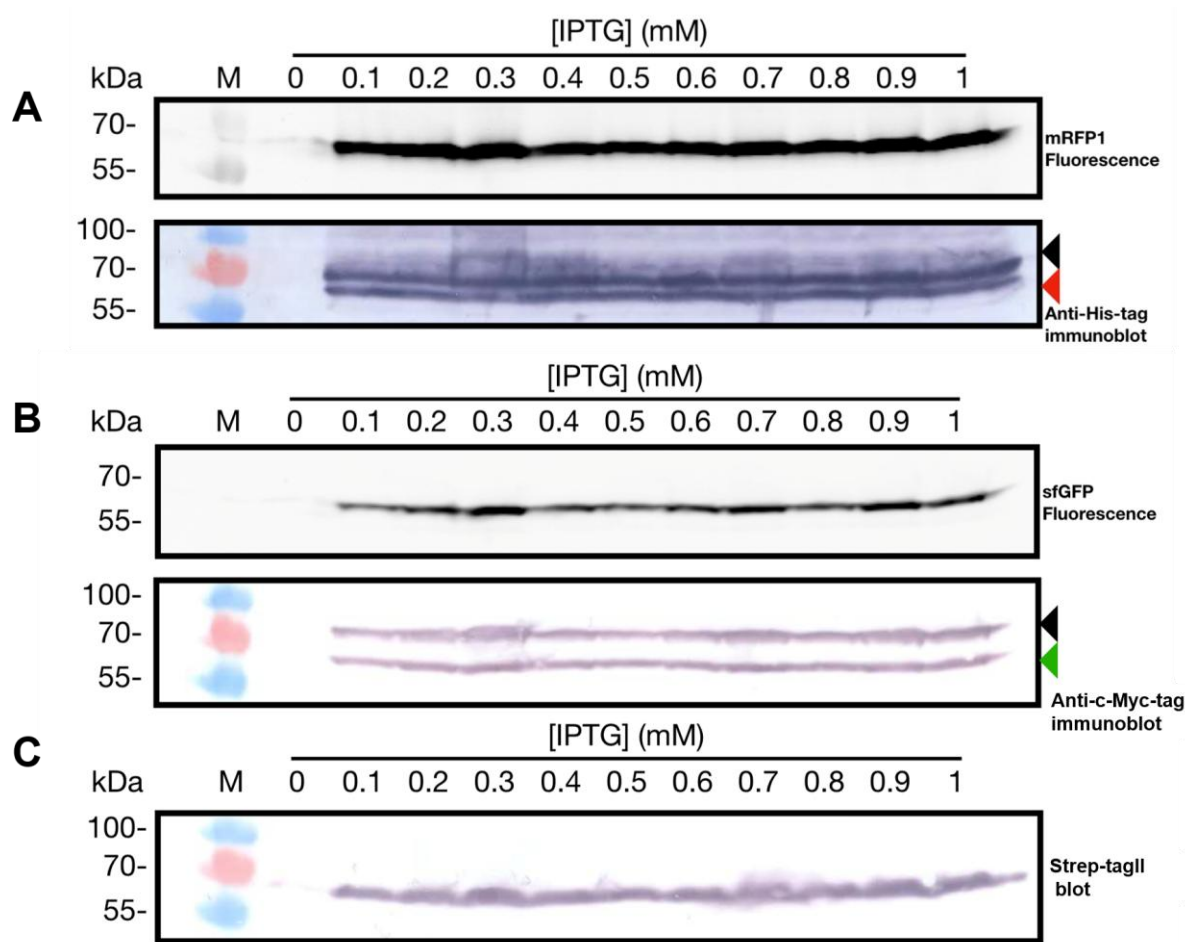 [IPTG] (mM)
kDa M 0 0.1 0.2 0.3 0.4 0.5 0.6 0.7 0.8 0.9 1
A
70-
55-
mRFP1
Fluorescence
100-
70-
55-
Anti-His-tag
immunoblot
[IPTG] (mM)
B
kDa M 0 0.1 0.2 0.3 0.4 0.5 0.6 0.7 0.8 0.9 1
70-
55-
sfGFP
Fluorescence
100-
70-
55-
Anti-c-Myc-tag
immunoblot
C
[IPTG] (mM)
kDa M 0 0.1 0.2 0.3 0.4 0.5 0.6 0.7 0.8 0.9 1
100-
70-
55-
Strep-tagII
blot